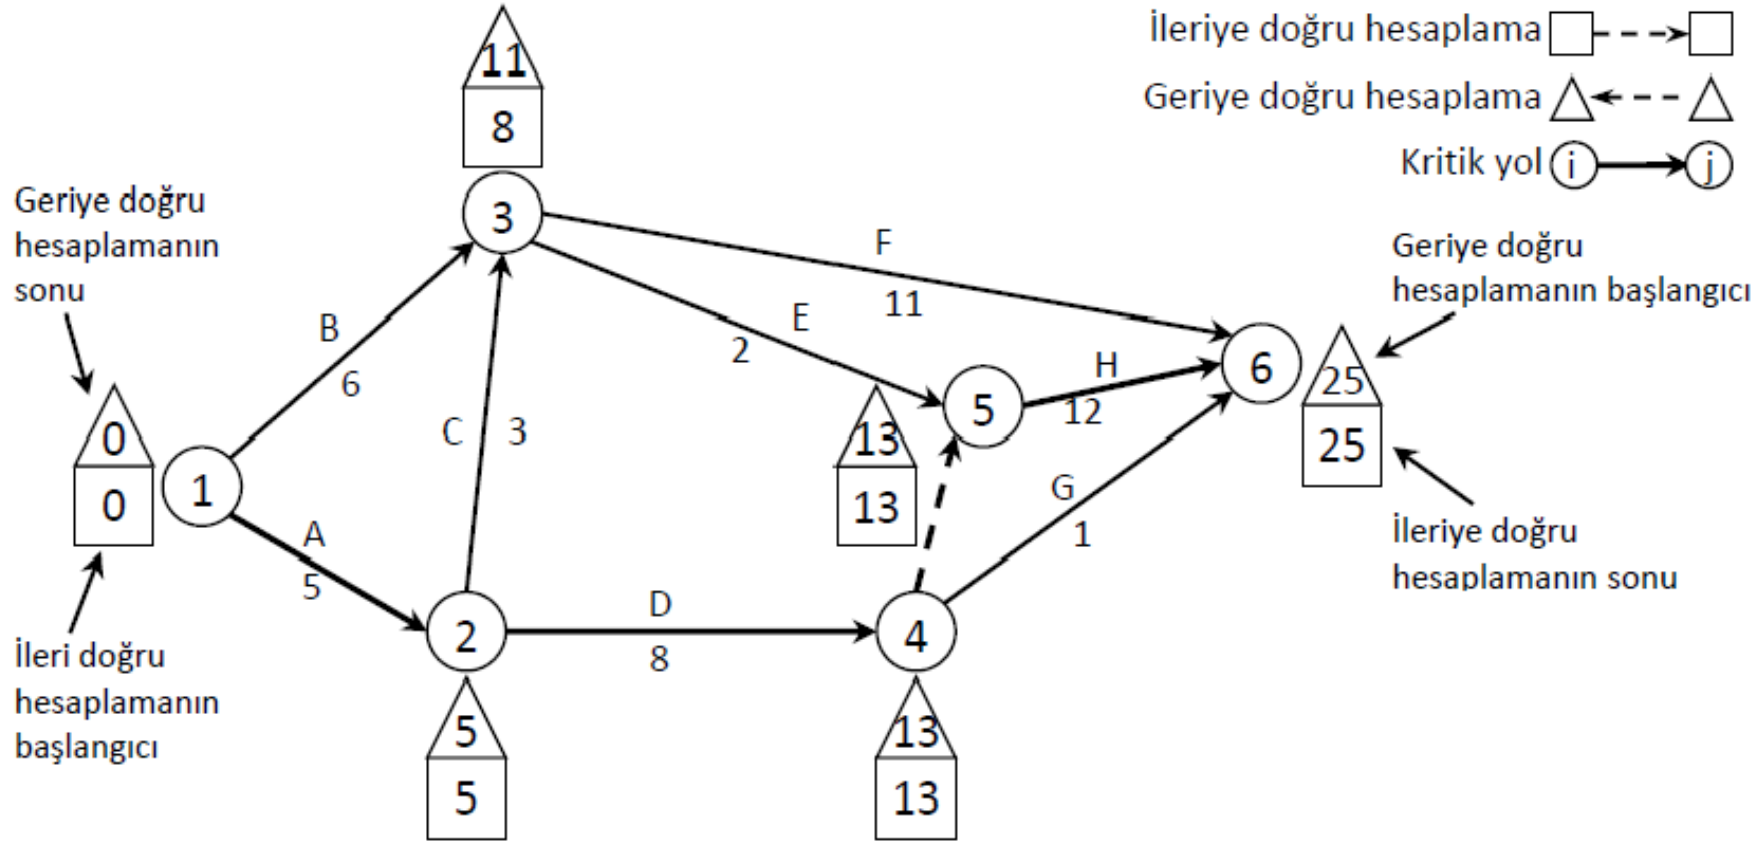 11
8
İleriye doğru hesaplama
Geriye doğru hesaplama
Kritik yol i j
Geriye doğru
hesaplamanın
sonu
3
F
11
B
6
E
2
C 3
Geriye doğru
hesaplamanın başlangıcı
6
25
25
H
12
5
13
13
0
0
1
A
5
G
1
İleriye doğru
hesaplamanın sonu
İleri doğru
hesaplamanın
başlangıcı
2
D
8
4
5
5
13
13